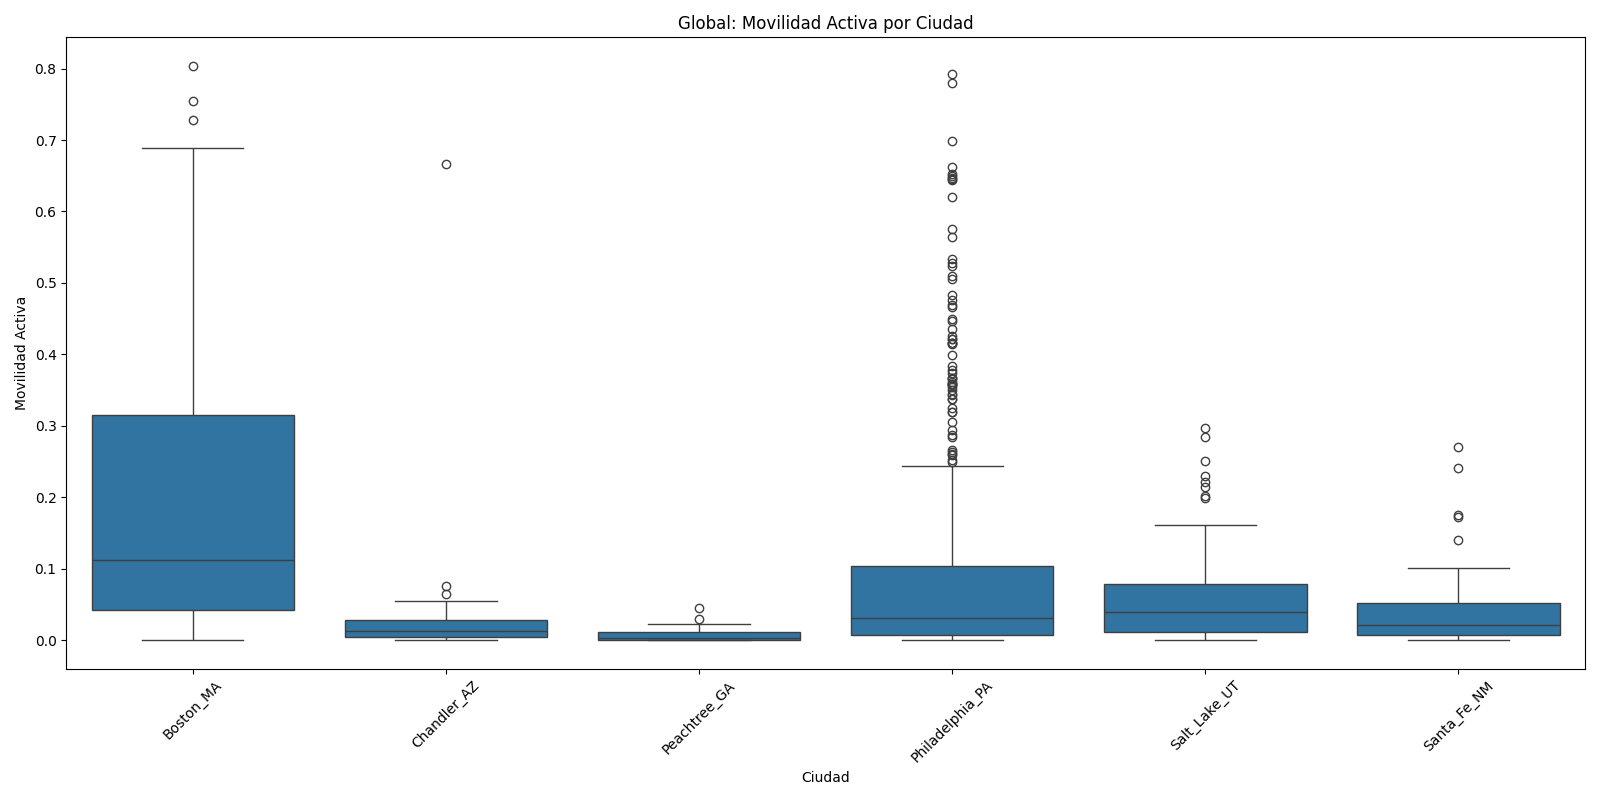 Global: Movilidad Activa por Ciudad
Movilidad Activa
0.8
0.7
0.6
0.5
0.4
0.3
0.2
0.1
0.0
Boston_MA
Chandler_AZ
Peachtree_GA
Philadelphia_PA
Salt_Lake_UT
Santa_Fe_NM
Ciudad